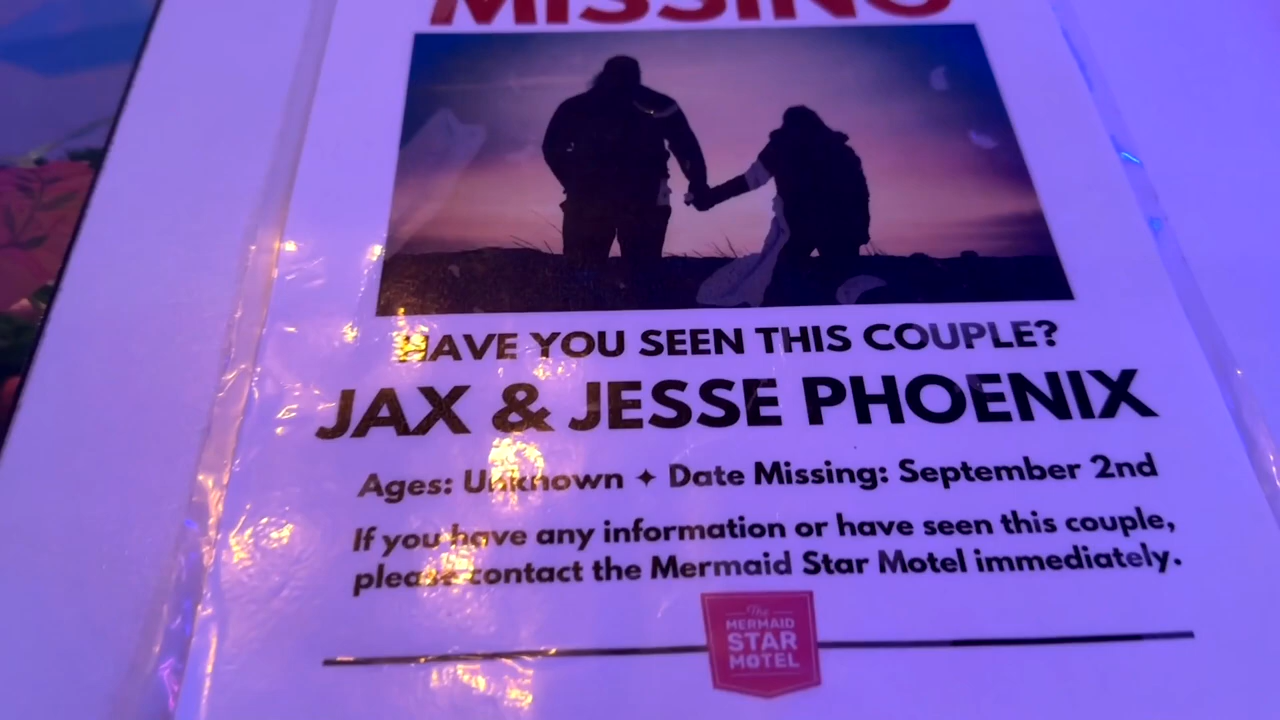 MISSING
HAVE YOU SEEN THIS COUPLE?
JAX & JESSE PHOENIX
Ages: Unknown ✦ Date Missing: September 2nd
If you have any information or have seen this couple,
please contact the Mermaid Star Motel immediately.
The
MERMAID
STAR
MOTEL